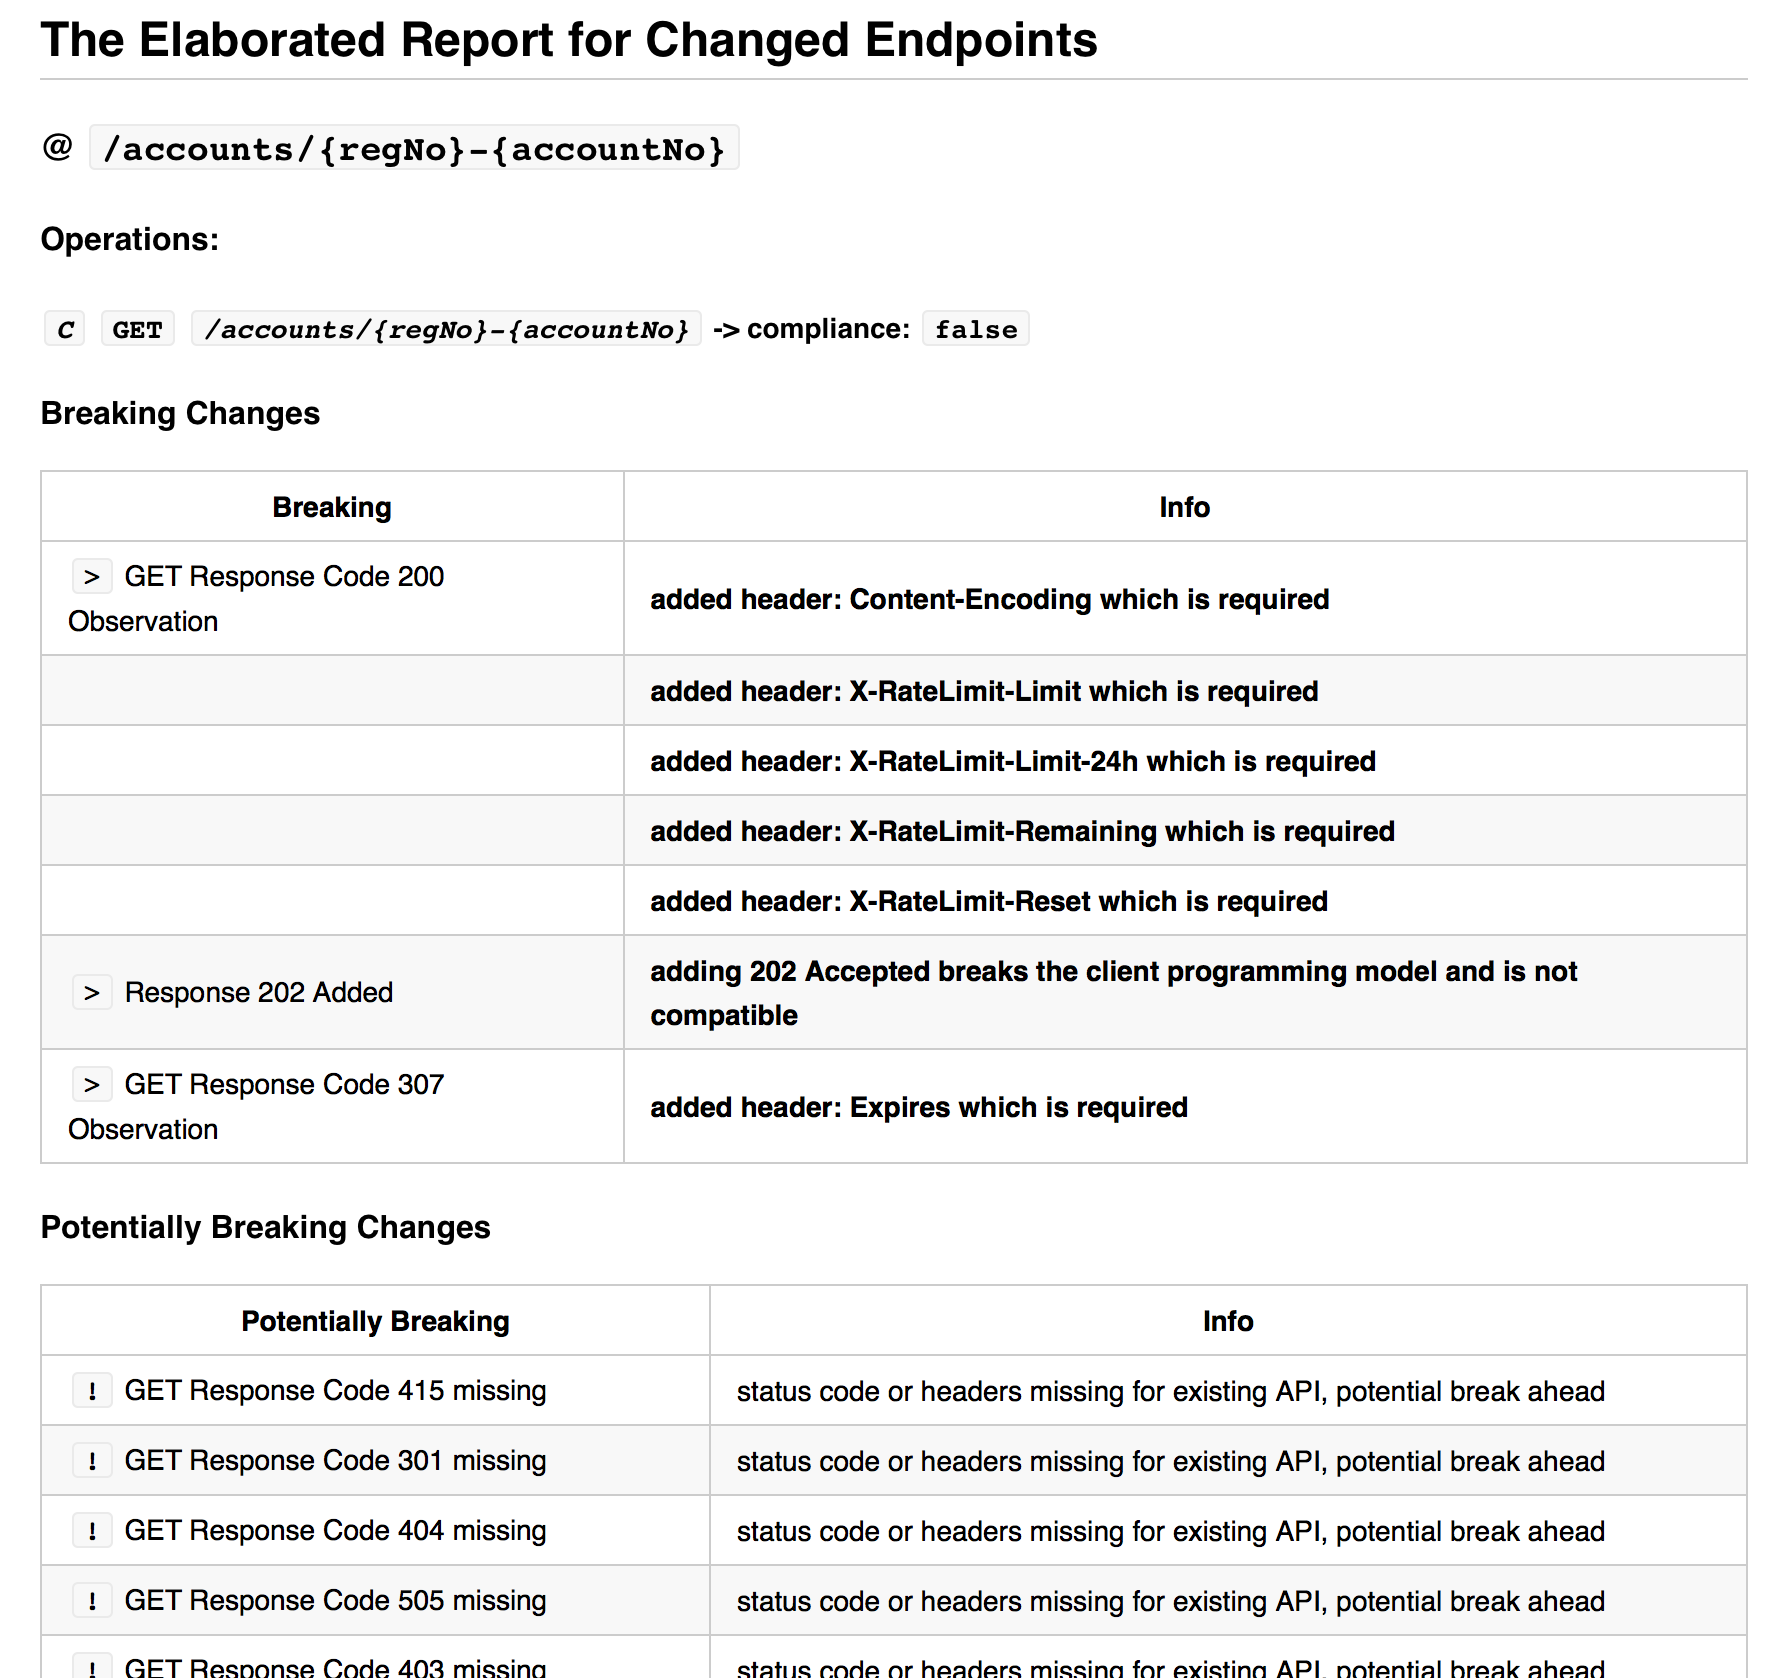 The Elaborated Report for Changed Endpoints
@ /accounts/{regNo}-{accountNo}
Operations:
C GET /accounts/{regNo}-{accountNo} -> compliance: false
Breaking Changes
Breaking Info
> GET Response Code 200
Observation
added header: Content-Encoding which is required
added header: X-RateLimit-Limit which is required
added header: X-RateLimit-Limit-24h which is required
added header: X-RateLimit-Remaining which is required
added header: X-RateLimit-Reset which is required
> Response 202 Added
adding 202 Accepted breaks the client programming model and is not
compatible
> GET Response Code 307
Observation
added header: Expires which is required
Potentially Breaking Changes
Potentially Breaking Info
! GET Response Code 415 missing status code or headers missing for existing API, potential break ahead
! GET Response Code 301 missing status code or headers missing for existing API, potential break ahead
! GET Response Code 404 missing status code or headers missing for existing API, potential break ahead
! GET Response Code 505 missing status code or headers missing for existing API, potential break ahead
! GET Response Code 403 missing status code or headers missing for existing API, potential break ahead